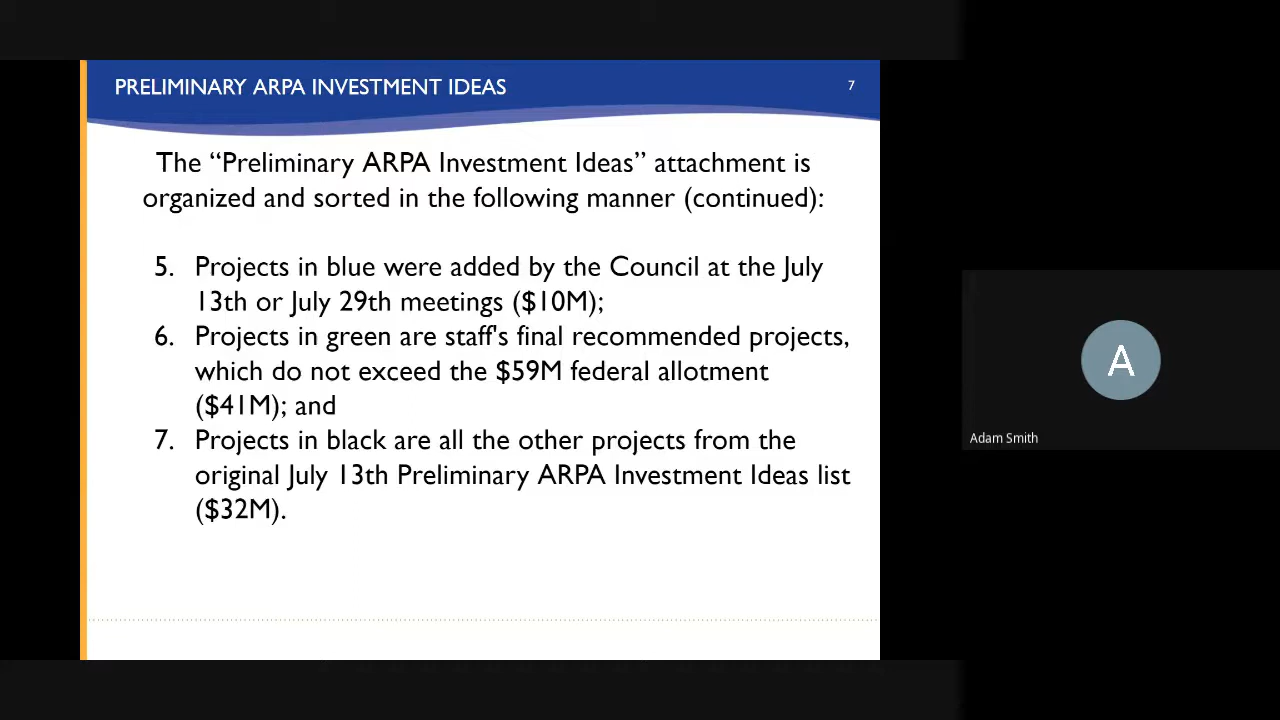 PRELIMINARY ARPA INVESTMENT IDEAS
7
The “Preliminary ARPA Investment Ideas” attachment is
organized and sorted in the following manner (continued):
5. Projects in blue were added by the Council at the July
13th or July 29th meetings ($10M);
6. Projects in green are staff's final recommended projects,
which do not exceed the $59M federal allotment
($41M); and
7. Projects in black are all the other projects from the
original July 13th Preliminary ARPA Investment Ideas list
($32M).
A
Adam Smith